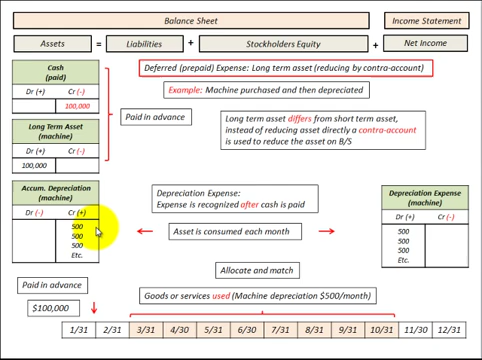 Balance Sheet
Income Statement
Assets = Liabilities + Stockholders Equity + Net Income
Cash
(paid)
Dr (+) Cr (-)
100,000
Deferred (prepaid) Expense: Long term asset (reducing by contra-account)
Example: Machine purchased and then depreciated
Paid in advance
Long term asset differs from short term asset,
instead of reducing asset directly a contra-account
is used to reduce the asset on B/S
Long Term Asset
(machine)
Dr (+) Cr (-)
100,000
Accum. Depreciation
(machine)
Dr (-) Cr (+)
500
500
500
Etc.
Depreciation Expense:
Expense is recognized after cash is paid
Asset is consumed each month
Depreciation Expense
(machine)
Dr (+) Cr (-)
500
500
500
Etc.
Allocate and match
Paid in advance
$100,000
Goods or services used (Machine depreciation $500/month)
1/31 2/31 3/31 4/30 5/31 6/30 7/31 8/31 9/31 10/31 11/30 12/31